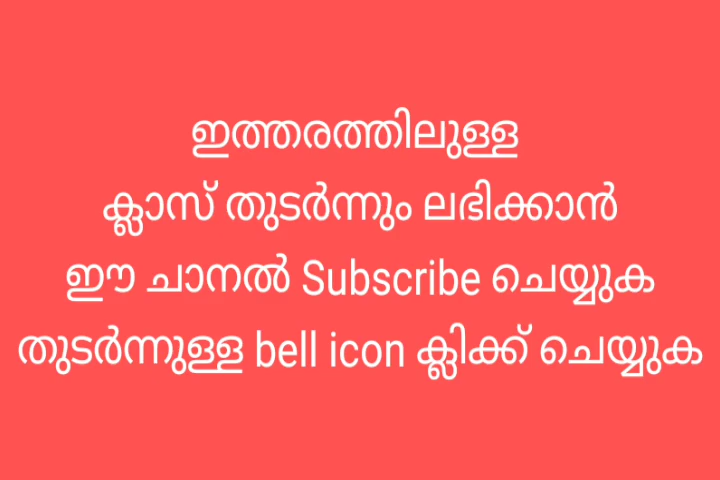 ഇത്തരത്തിലുള്ള
ക്ലാസ് തുടർന്നും ലഭിക്കാൻ
ഈ ചാനൽ Subscribe ചെയ്യുക
തുടർന്നുള്ള bell icon ക്ലിക്ക് ചെയ്യുക